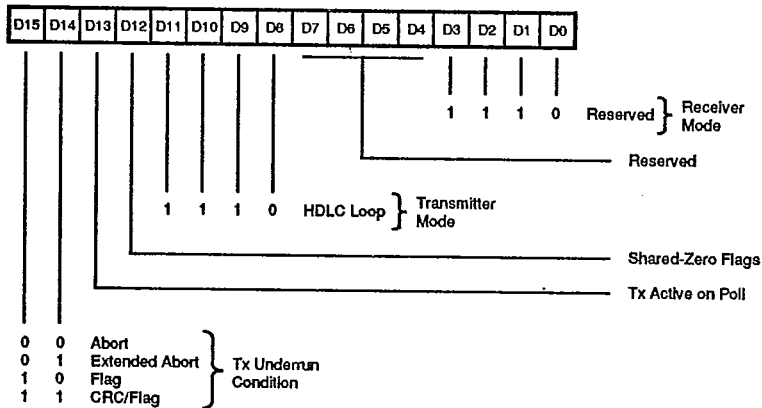 D15 D14 D13 D12 D11 D10 D9 D8 D7 D6 D5 D4 D3 D2 D1 D0
1 1 1 0 Reserved } Receiver Mode
Reserved
1 1 1 0 HDLC Loop } Transmitter Mode
Shared-Zero Flags
Tx Active on Poll
0 0 Abort
0 1 Extended Abort
1 0 Flag
1 1 CRC/Flag
Tx Underrun
Condition